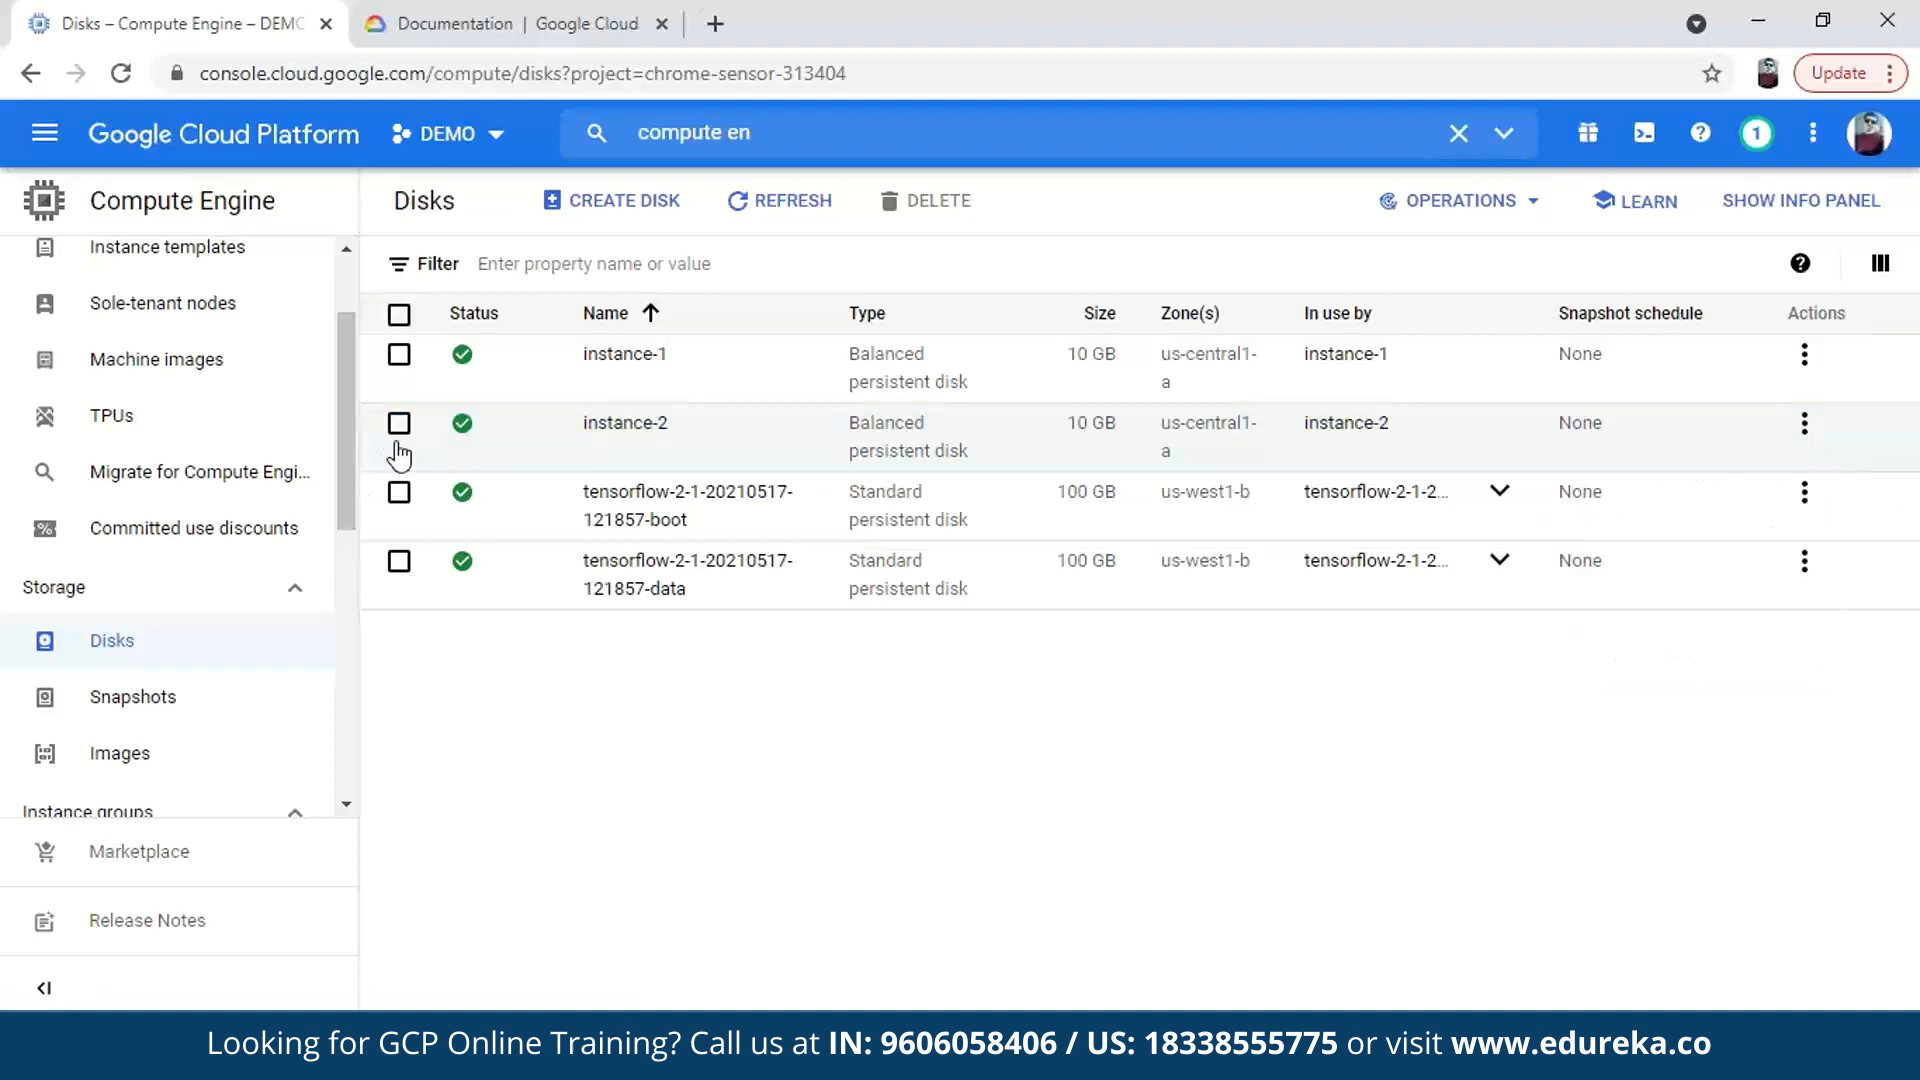 Disks – Compute Engine – DEMO
Documentation | Google Cloud
console.cloud.google.com/compute/disks?project=chrome-sensor-313404
Update
Google Cloud Platform
DEMO
compute en
1
Compute Engine
Disks
CREATE DISK
REFRESH
DELETE
OPERATIONS
LEARN
SHOW INFO PANEL
Instance templates
Sole-tenant nodes
Machine images
TPUs
Migrate for Compute Engi...
Committed use discounts
Storage
Disks
Snapshots
Images
Instance groups
Marketplace
Release Notes
Filter Enter property name or value
Status Name Type Size Zone(s) In use by Snapshot schedule Actions
instance-1 Balanced 10 GB us-central1- instance-1 None
persistent disk a
instance-2 Balanced 10 GB us-central1- instance-2 None
persistent disk a
tensorflow-2-1-20210517- Standard 100 GB us-west1-b tensorflow-2-1-2... None
121857-boot persistent disk
tensorflow-2-1-20210517- Standard 100 GB us-west1-b tensorflow-2-1-2... None
121857-data persistent disk
Looking for GCP Online Training? Call us at IN: 9606058406 / US: 18338555775 or visit www.edureka.co